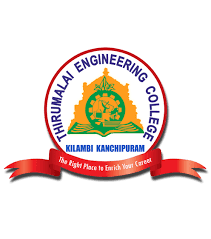 THIRUMALAI ENGINEERING COLLEGE
KILAMBI KANCHIPURAM
The Right Place to Enrich Your Career